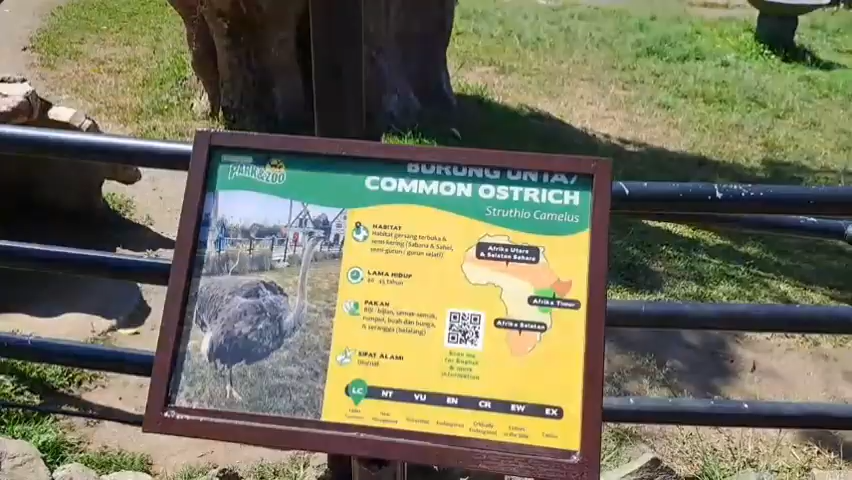 PARK & ZOO
BURUNG UNTA/
COMMON OSTRICH
Struthio Camelus
HABITAT
Habitat gersang terbuka &
semi kering (Sabana & Sahel,
semi gurun / gurun sejati)
LAMA HIDUP
40 - 45 Tahun
PAKAN
Biji - bijian, semak-semak,
rumput, buah dan bunga,
& serangga (belalang)
SIFAT ALAMI
Diurnal
Afrika Utara
& Selatan Sahara
Afrika Timur
Afrika Selatan
Scan me
for English
& more
information
LC NT VU EN CR EW EX